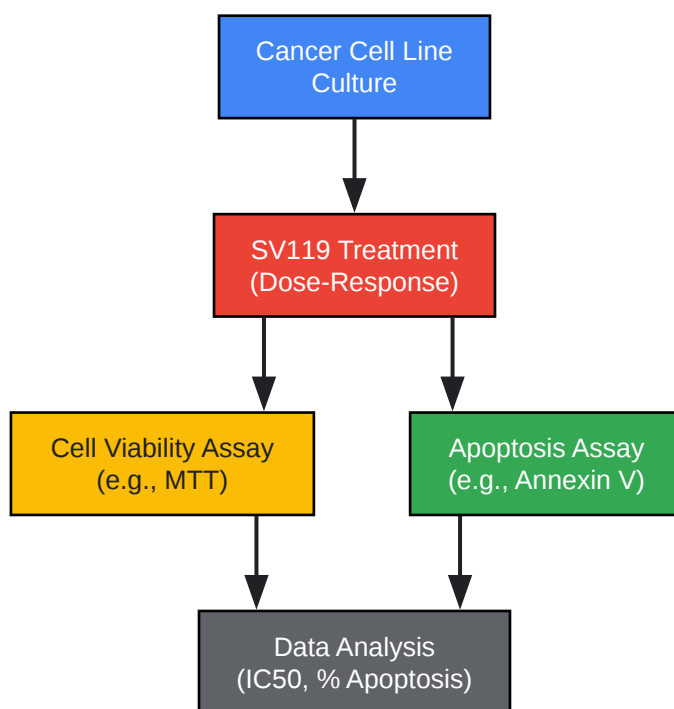 Cancer Cell Line
Culture
SV119 Treatment
(Dose-Response)
Cell Viability Assay
(e.g., MTT)
Apoptosis Assay
(e.g., Annexin V)
Data Analysis
(IC50, % Apoptosis)